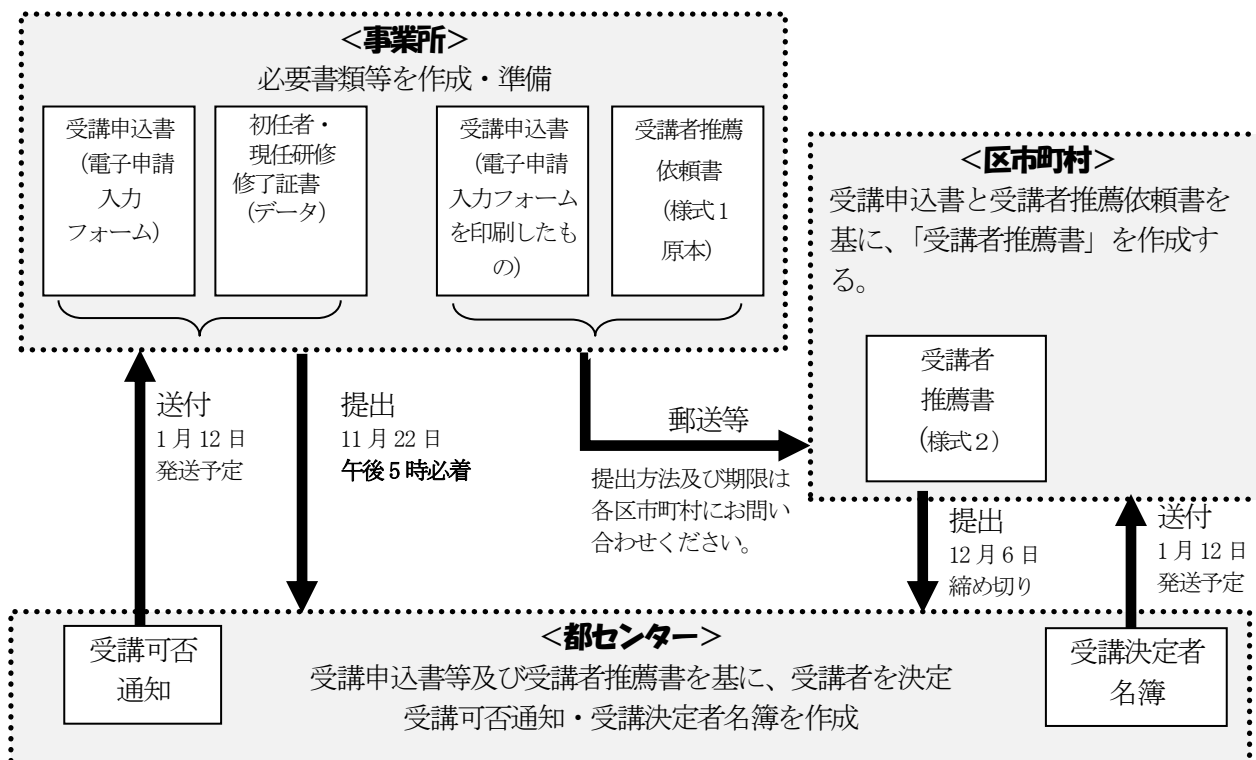 <事業所>
必要書類等を作成・準備
受講申込書
（電子申請
入力
フォーム）
初任者・
現任研修
修了証書
（データ）
受講申込書
（電子申請
入力フォーム
を印刷したも
の）
受講者推薦
依頼書
（様式１
原本）
<区市町村>
受講申込書と受講者推薦依頼書を
基に、「受講者推薦書」を作成す
る。
受講者
推薦書
（様式２）
送付
1月12日
発送予定
提出
11月22日
午後5時必着
郵送等
提出方法及び期限は
各区市町村にお問い
合わせください。
提出
12月6日
締め切り
送付
1月12日
発送予定
<都センター>
受講可否
通知
受講申込書等及び受講者推薦書を基に、受講者を決定
受講可否通知・受講決定者名簿を作成
受講決定者
名簿